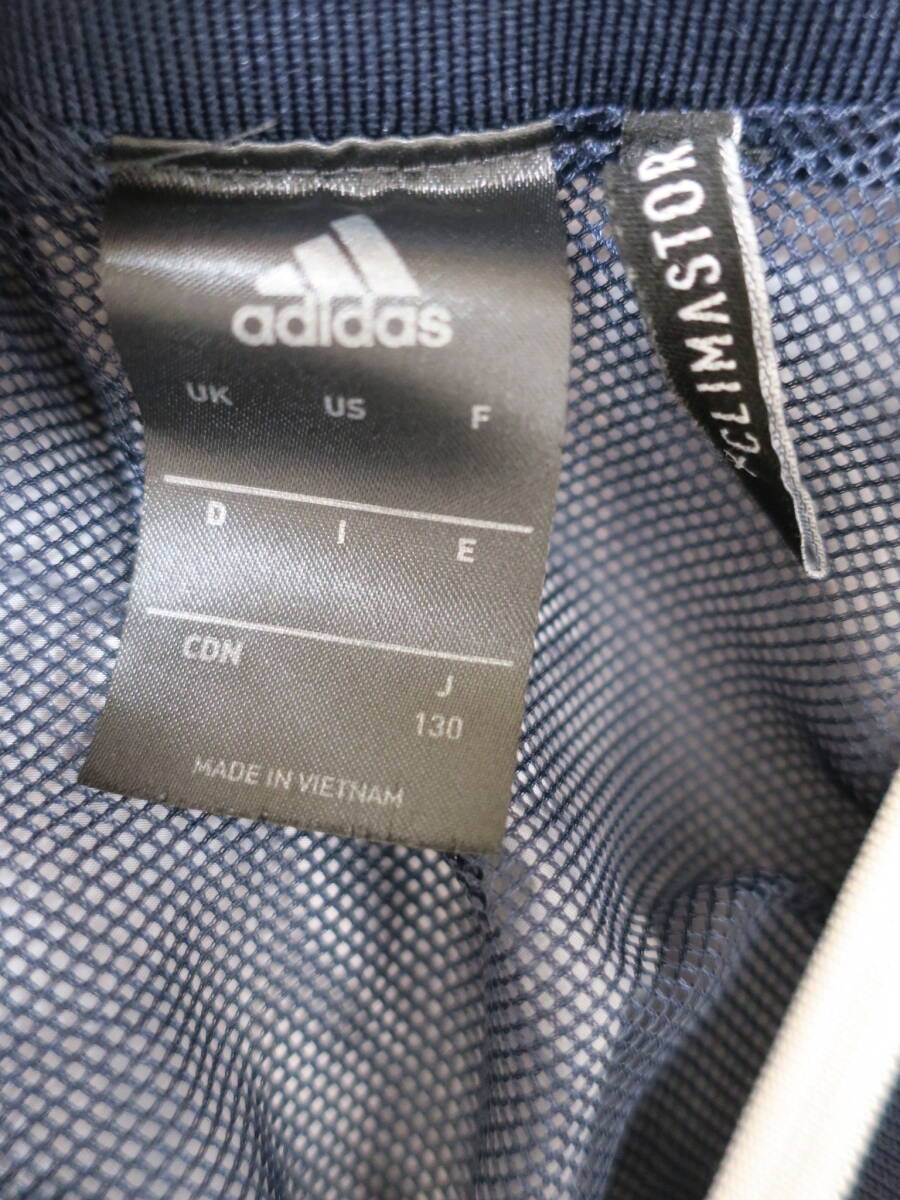 adidas
UK US F
D I E
CDN J
130
MADE IN VIETNAM
CLIMASTOR